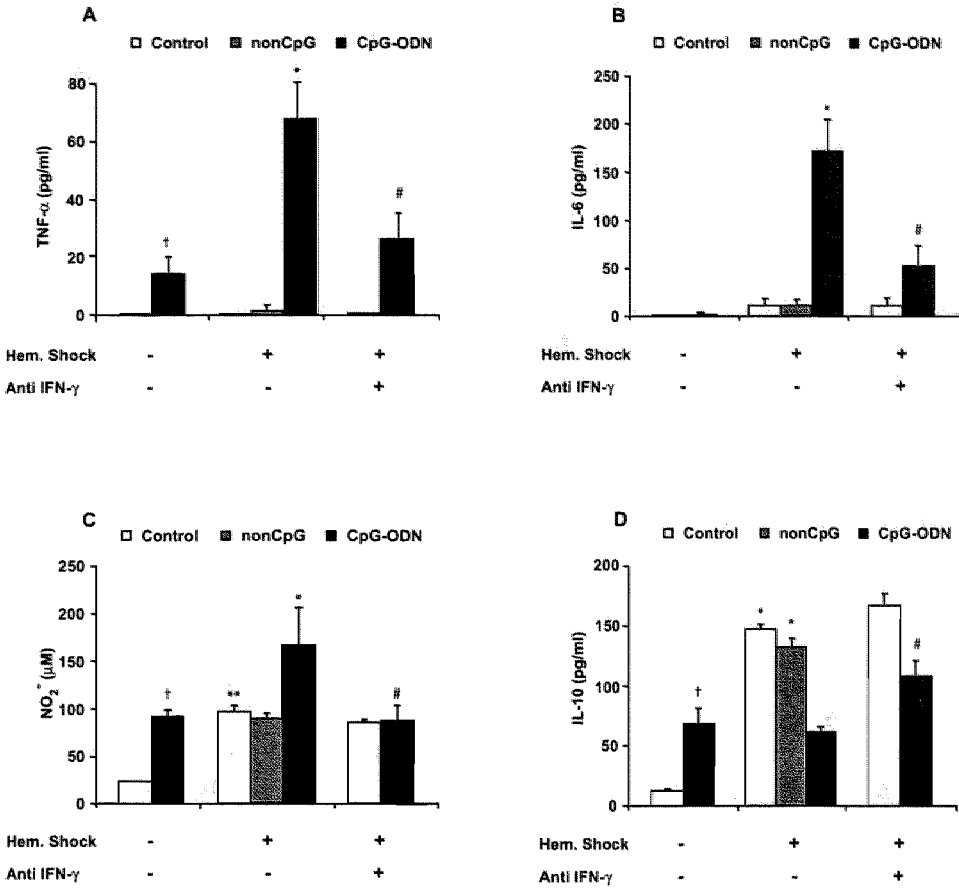 A
Control nonCpG CpG-ODN
TNF-α (pg/ml)
80
60
40
20
0
*
†
#
Hem. Shock - + +
Anti IFN-γ - - +
B
Control nonCpG CpG-ODN
IL-6 (pg/ml)
250
200
150
100
50
0
*
#
Hem. Shock - + +
Anti IFN-γ - - +
C
Control nonCpG CpG-ODN
NO₂⁻ (μM)
250
200
150
100
50
0
†
**
*
#
Hem. Shock - + +
Anti IFN-γ - - +
D
Control nonCpG CpG-ODN
IL-10 (pg/ml)
200
150
100
50
0
†
*
*
#
Hem. Shock - + +
Anti IFN-γ - - +